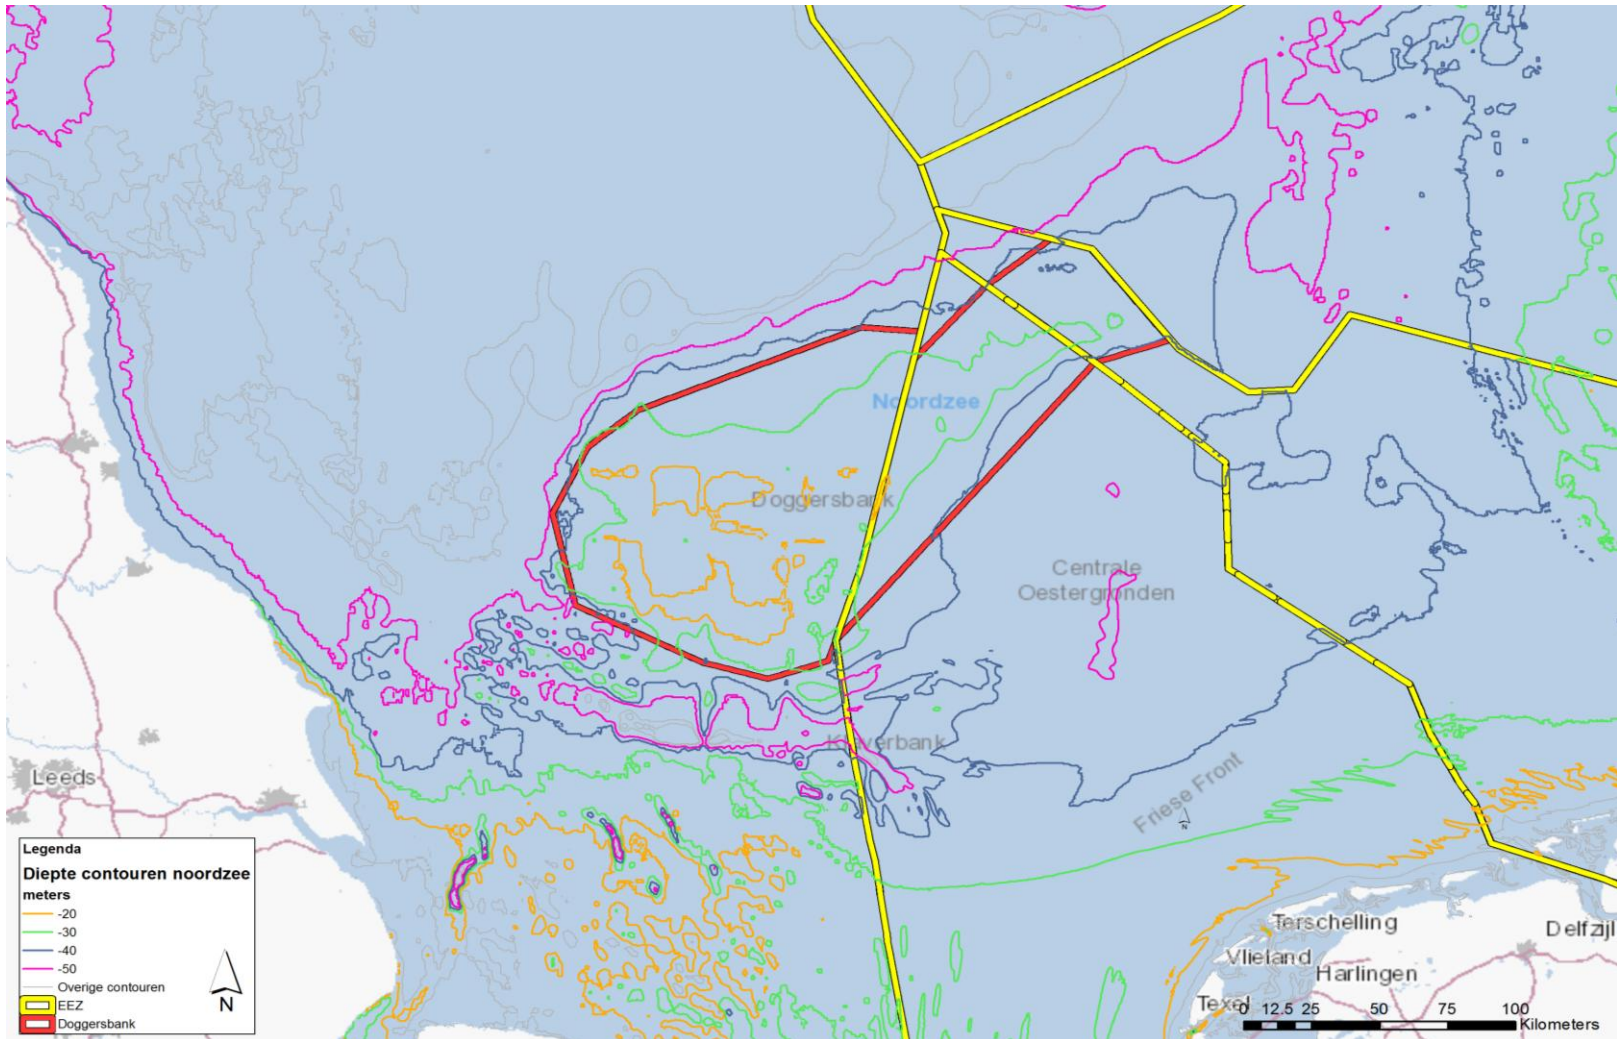 Noordzee
Doggersbank
Centrale
Oestergronden
Klaverbank
Friese Front
N
Leeds
Terschelling
Delfzijl
Vlieland
Harlingen
Texel
0 12.5 25 50 75 100
Kilometers
Legenda
Diepte contouren noordzee
meters
-20
-30
-40
-50
Overige contouren
EEZ
Doggersbank
N